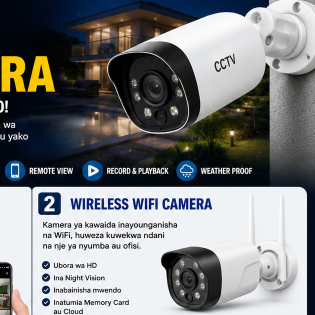 RA
!
wa
u yako
CCTV
REMOTE VIEW
RECORD & PLAYBACK
WEATHER PROOF
2 WIRELESS WIFI CAMERA
Kamera ya kawaida inayounganisha
na WiFi, huweza kuwekwa ndani
na nje ya nyumba au ofisi.
Ubora wa HD
Ina Night Vision
Inabainisha mwendo
Inatumia Memory Card
au Cloud